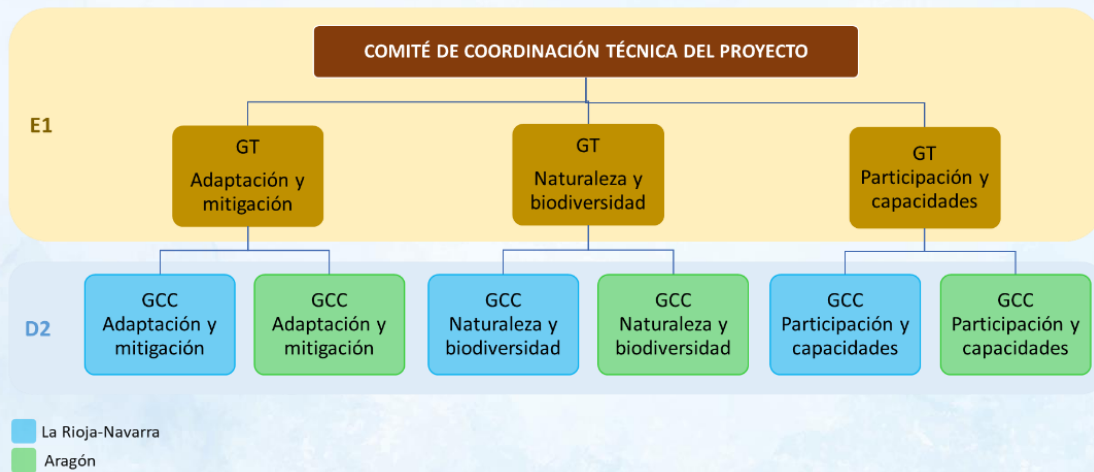 COMITÉ DE COORDINACIÓN TÉCNICA DEL PROYECTO
E1
GT
Adaptación y
mitigación
GT
Naturaleza y
biodiversidad
GT
Participación y
capacidades
D2
GCC
Adaptación y
mitigación
GCC
Adaptación y
mitigación
GCC
Naturaleza y
biodiversidad
GCC
Naturaleza y
biodiversidad
GCC
Participación y
capacidades
GCC
Participación y
capacidades
La Rioja-Navarra
Aragón